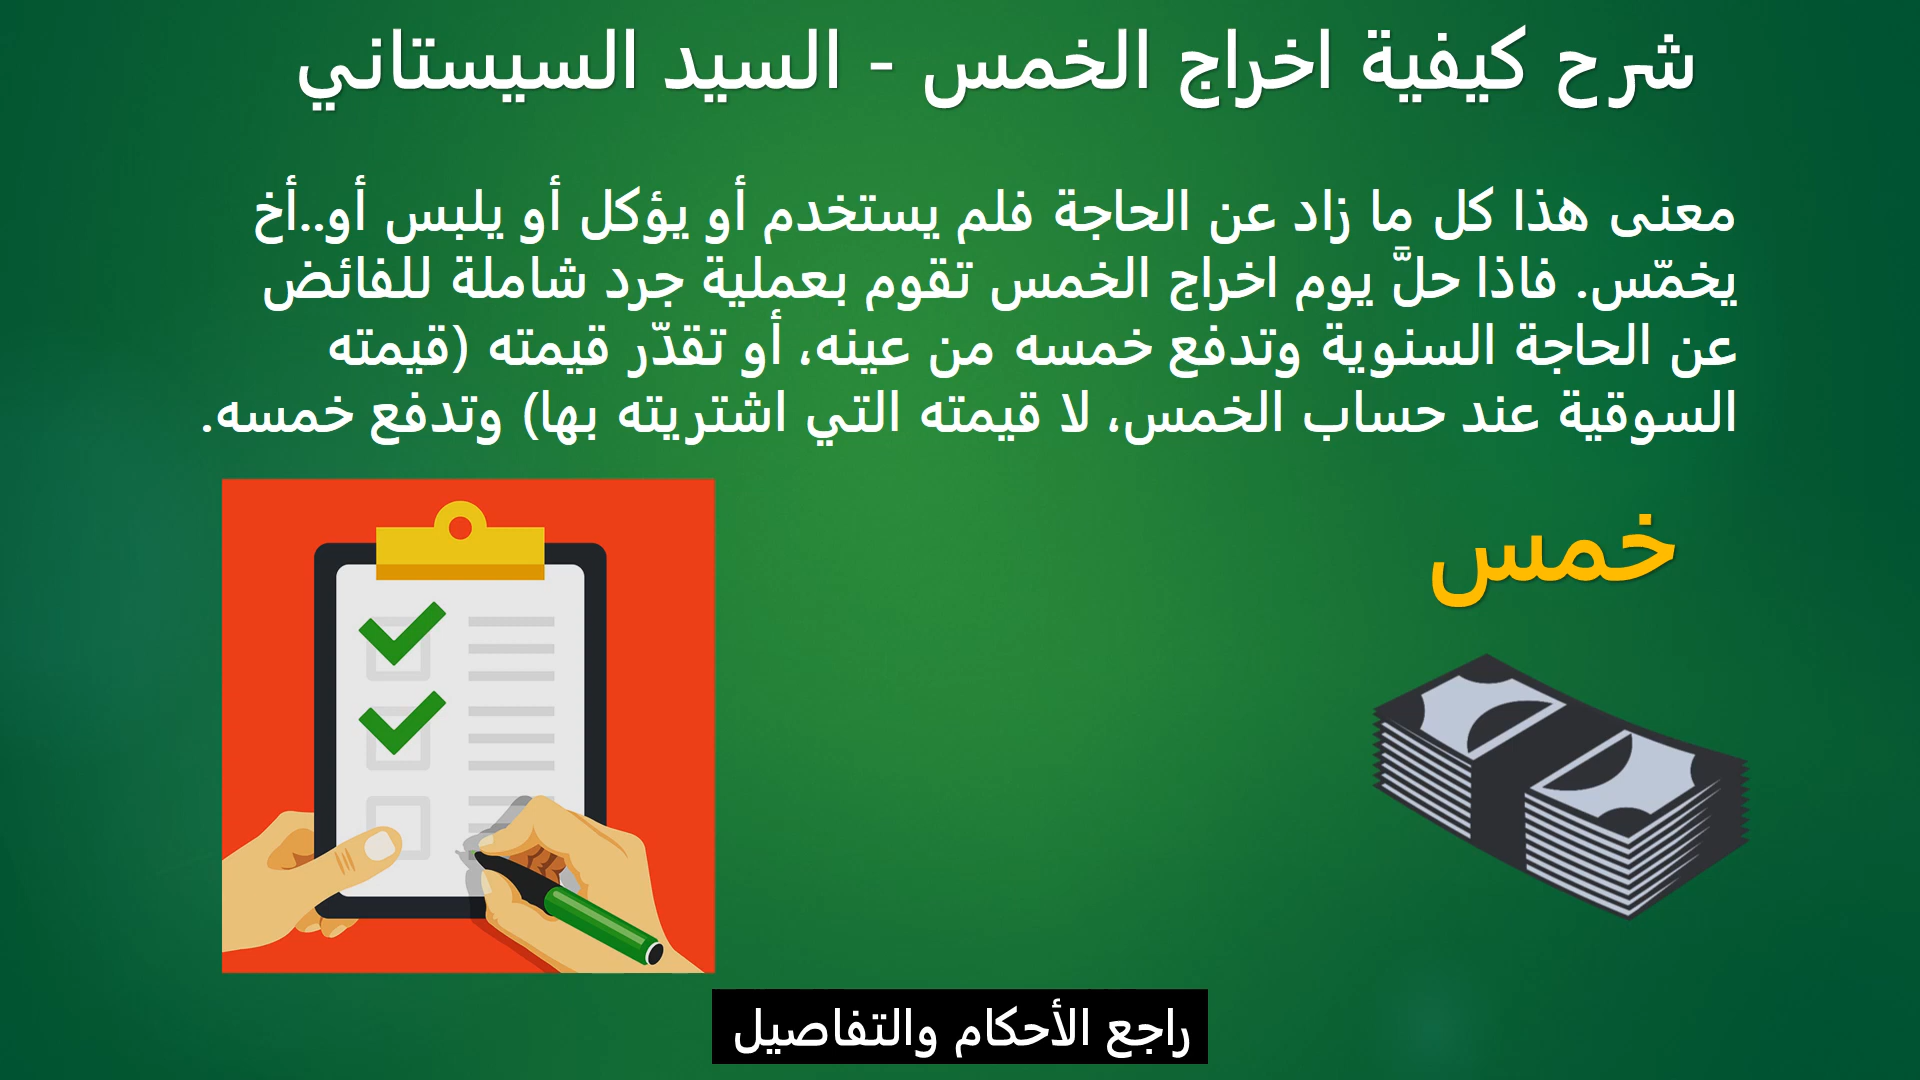 شرح كيفية اخراج الخمس - السيد السيستاني
معنى هذا كل ما زاد عن الحاجة فلم يستخدم أو يؤكل أو يلبس أو..أخ
يخمّس. فاذا حلَّ يوم اخراج الخمس تقوم بعملية جرد شاملة للفائض
عن الحاجة السنوية وتدفع خمسه من عينه، أو تقدّر قيمته (قيمته
السوقية عند حساب الخمس، لا قيمته التي اشتريته بها) وتدفع خمسه.
خمس
راجع الأحكام والتفاصيل